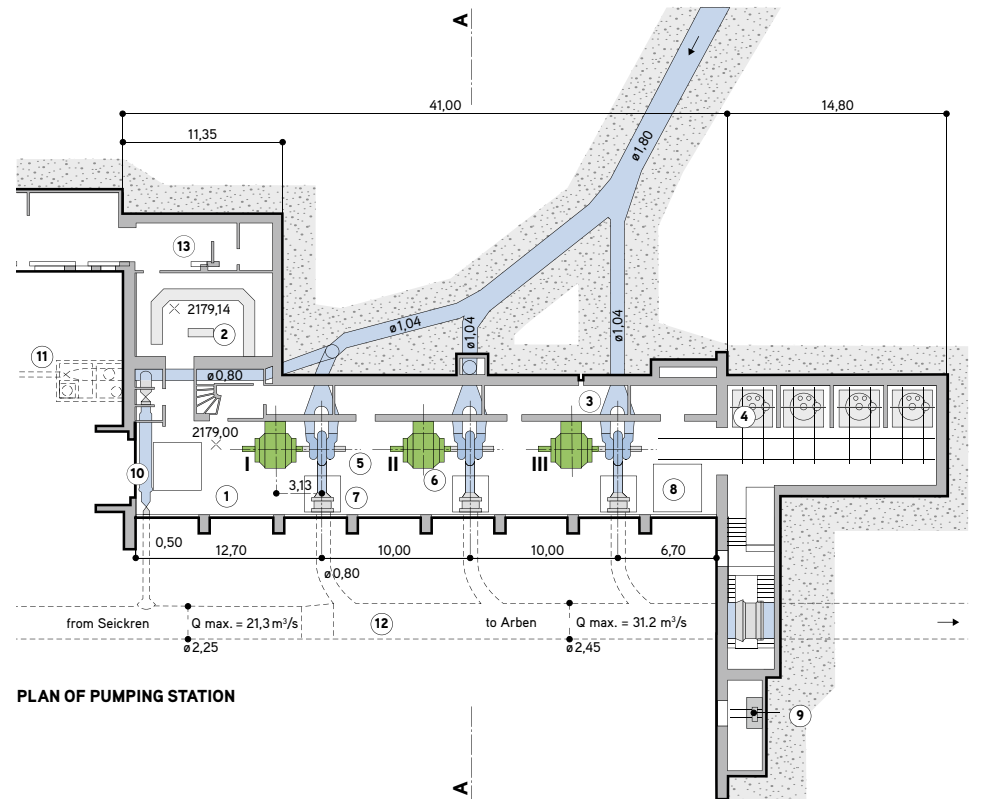 A
41,00
14,80
11,35
ø1,80
13
2179,14
2
ø1,04
ø1,04
ø1,04
11
ø0,80
3
4
2179,00
I
II
III
5
10
6
3,13
1
7
8
0,50
12,70
10,00
10,00
6,70
ø0,80
from Seickren
Q max. = 21,3 m³/s
12
to Arben
Q max. = 31.2 m³/s
ø2,25
ø2,45
PLAN OF PUMPING STATION
9
A